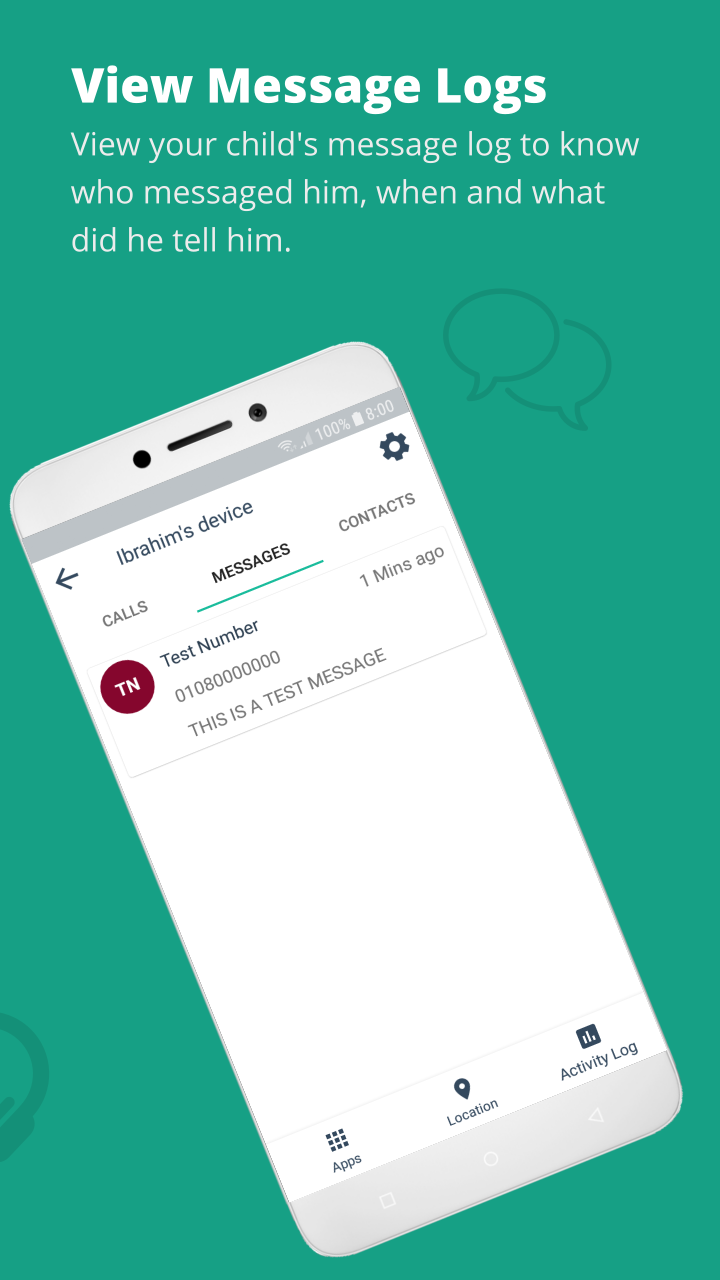 View Message Logs
View your child's message log to know
who messaged him, when and what
did he tell him.
100% 8:00
Ibrahim's device
CALLS MESSAGES CONTACTS
TN Test Number 1 Mins ago
01080000000
THIS IS A TEST MESSAGE
Apps Location Activity Log